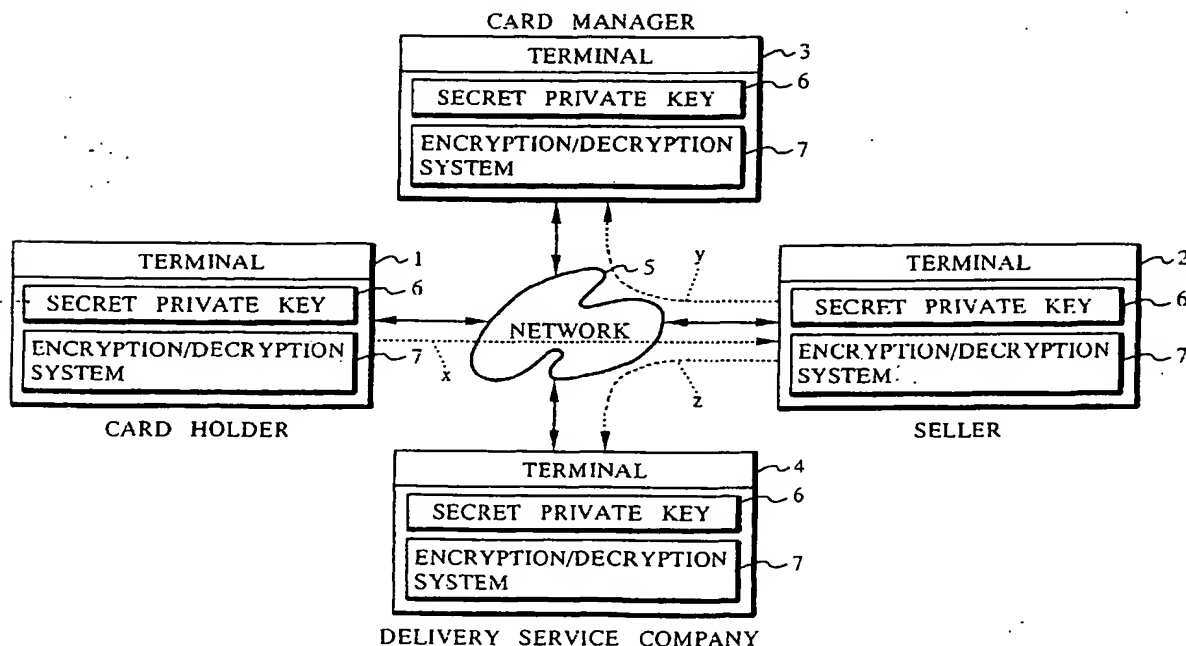 CARD MANAGER
TERMINAL
3
SECRET PRIVATE KEY
6
ENCRYPTION/DECRYPTION
SYSTEM
7
TERMINAL
1
SECRET PRIVATE KEY
6
ENCRYPTION/DECRYPTION
SYSTEM
7
CARD HOLDER
5
NETWORK
x
y
z
TERMINAL
2
SECRET PRIVATE KEY
6
ENCRYPTION/DECRYPTION
SYSTEM
7
SELLER
TERMINAL
4
SECRET PRIVATE KEY
6
ENCRYPTION/DECRYPTION
SYSTEM
7
DELIVERY SERVICE COMPANY